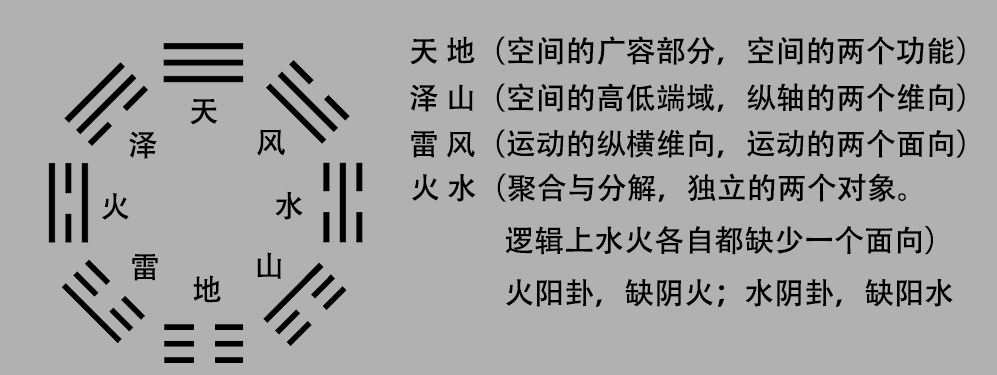 天
风
水
山
地
雷
火
泽
天 地（空间的广容部分，空间的两个功能）
泽 山（空间的高低端域，纵轴的两个维向）
雷 风（运动的纵横维向，运动的两个面向）
火 水（聚合与分解，独立的两个对象。
逻辑上水火各自都缺少一个面向）
火阳卦，缺阴火；水阴卦，缺阳水